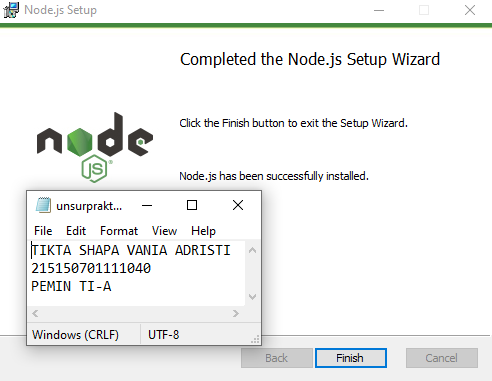 Node.js Setup
Completed the Node.js Setup Wizard
node
JS
Click the Finish button to exit the Setup Wizard.
Node.js has been successfully installed.
unsurprakt...
File Edit Format View Help
TIKTA SHAPA VANIA ADRISTI
215150701111040
PEMIN TI-A
Windows (CRLF) UTF-8
Back Finish Cancel